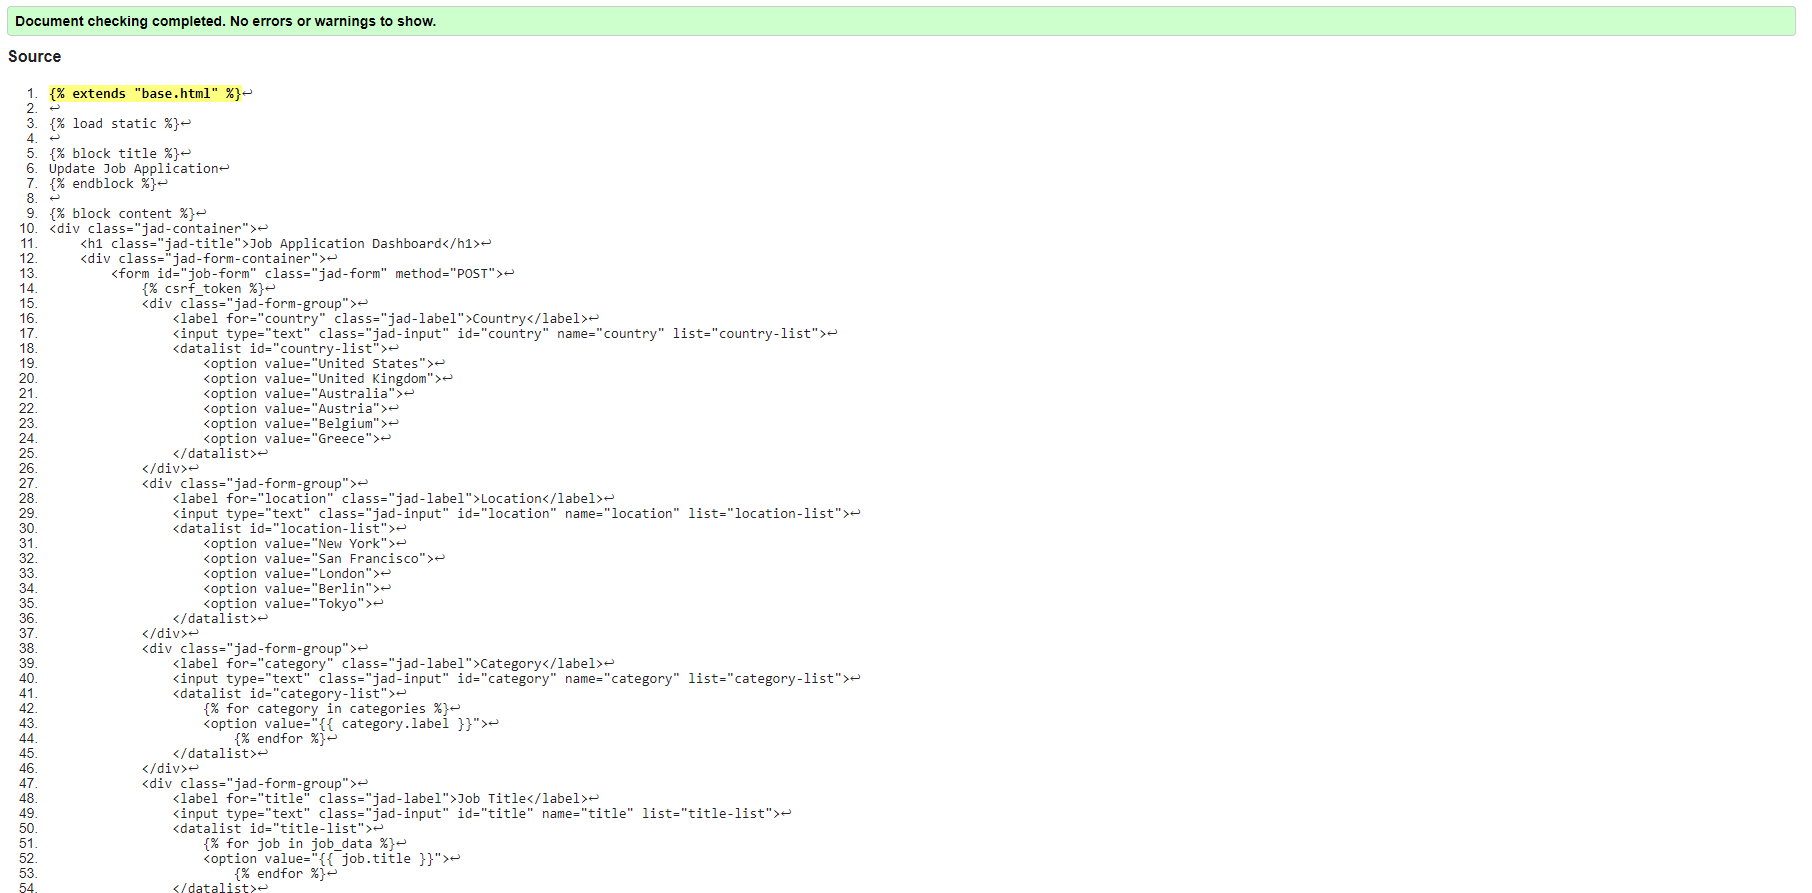 Document checking completed. No errors or warnings to show.
Source
1. {% extends "base.html" %}↩
2. ↩
3. {% load static %}↩
4. ↩
5. {% block title %}↩
6. Update Job Application↩
7. {% endblock %}↩
8. ↩
9. {% block content %}↩
10. <div class="jad-container">↩
11.     <h1 class="jad-title">Job Application Dashboard</h1>↩
12.     <div class="jad-form-container">↩
13.         <form id="job-form" class="jad-form" method="POST">↩
14.             {% csrf_token %}↩
15.             <div class="jad-form-group">↩
16.                 <label for="country" class="jad-label">Country</label>↩
17.                 <input type="text" class="jad-input" id="country" name="country" list="country-list">↩
18.                 <datalist id="country-list">↩
19.                     <option value="United States">↩
20.                     <option value="United Kingdom">↩
21.                     <option value="Australia">↩
22.                     <option value="Austria">↩
23.                     <option value="Belgium">↩
24.                     <option value="Greece">↩
25.                 </datalist>↩
26.             </div>↩
27.             <div class="jad-form-group">↩
28.                 <label for="location" class="jad-label">Location</label>↩
29.                 <input type="text" class="jad-input" id="location" name="location" list="location-list">↩
30.                 <datalist id="location-list">↩
31.                     <option value="New York">↩
32.                     <option value="San Francisco">↩
33.                     <option value="London">↩
34.                     <option value="Berlin">↩
35.                     <option value="Tokyo">↩
36.                 </datalist>↩
37.             </div>↩
38.             <div class="jad-form-group">↩
39.                 <label for="category" class="jad-label">Category</label>↩
40.                 <input type="text" class="jad-input" id="category" name="category" list="category-list">↩
41.                 <datalist id="category-list">↩
42.                     {% for category in categories %}↩
43.                     <option value="{{ category.label }}">↩
44.                         {% endfor %}↩
45.                 </datalist>↩
46.             </div>↩
47.             <div class="jad-form-group">↩
48.                 <label for="title" class="jad-label">Job Title</label>↩
49.                 <input type="text" class="jad-input" id="title" name="title" list="title-list">↩
50.                 <datalist id="title-list">↩
51.                     {% for job in job_data %}↩
52.                     <option value="{{ job.title }}">↩
53.                         {% endfor %}↩
54.                 </datalist>↩